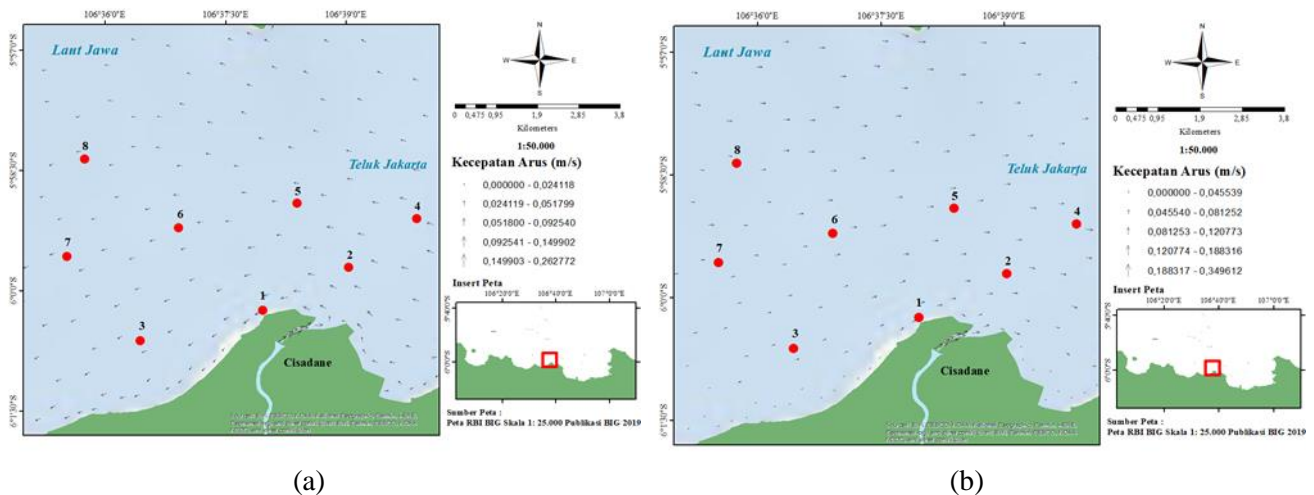 106°36'0"E 106°37'30"E 106°39'0"E
5°57'0"S
5°58'30"S
6°0'0"S
6°1'30"S
Laut Jawa
Teluk Jakarta
8
5
6
4
7
2
1
3
Cisadane
N
W E
S
0 0,475 0,95 1,9 2,85 3,8
Kilometers
1:50.000
Kecepatan Arus (m/s)
0,000000 - 0,024118
0,024119 - 0,051799
0,051800 - 0,092540
0,092541 - 0,149902
0,149903 - 0,262772
Insert Peta
106°20'0"E 106°40'0"E 107°0'0"E
6°0'0"S
Sumber Peta :
Peta RBI BIG Skala 1: 25.000 Publikasi BIG 2019
(a)
106°36'0"E 106°37'30"E 106°39'0"E
5°57'0"S
5°58'30"S
6°0'0"S
6°1'30"S
Laut Jawa
Teluk Jakarta
8
5
6
4
7
2
1
3
Cisadane
N
W E
S
0 0,475 0,95 1,9 2,85 3,8
Kilometers
1:50.000
Kecepatan Arus (m/s)
0,000000 - 0,045539
0,045540 - 0,081252
0,081253 - 0,120773
0,120774 - 0,188316
0,188317 - 0,349612
Insert Peta
106°20'0"E 106°40'0"E 107°0'0"E
6°0'0"S
Sumber Peta :
Peta RBI BIG Skala 1: 25.000 Publikasi BIG 2019
(b)